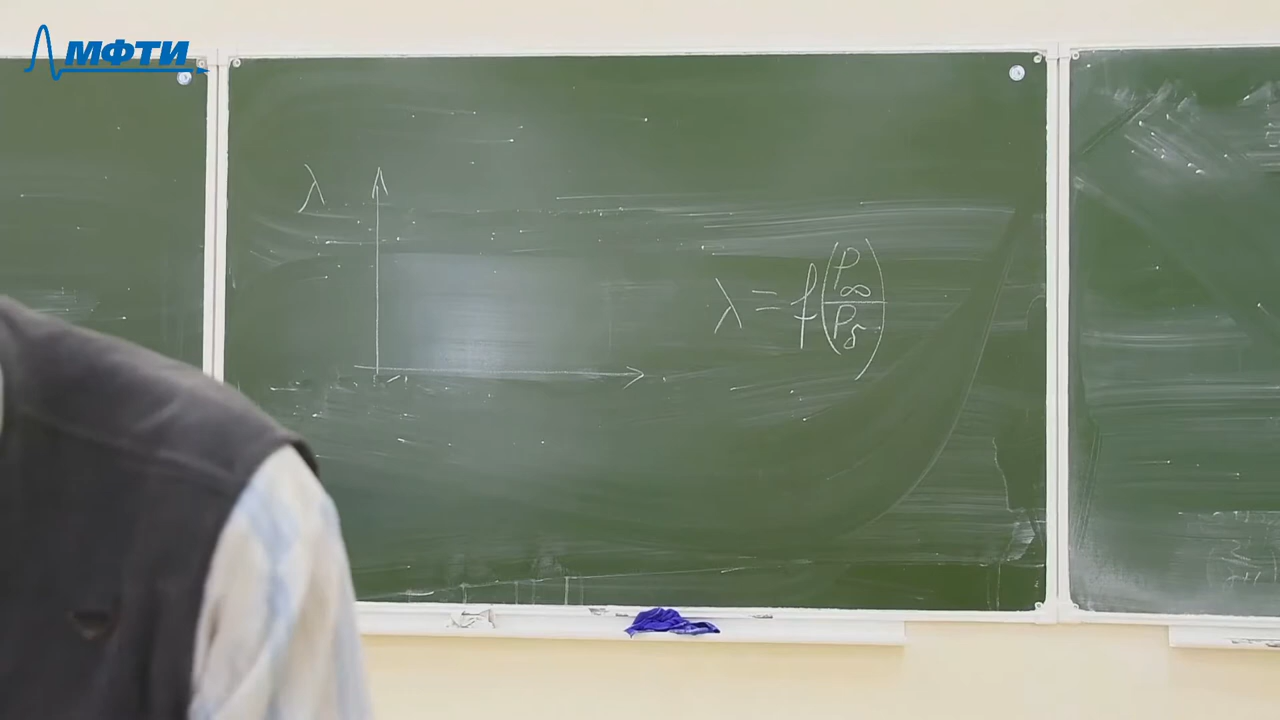 МФТИ
λ
λ = f(P∞/Pδ)